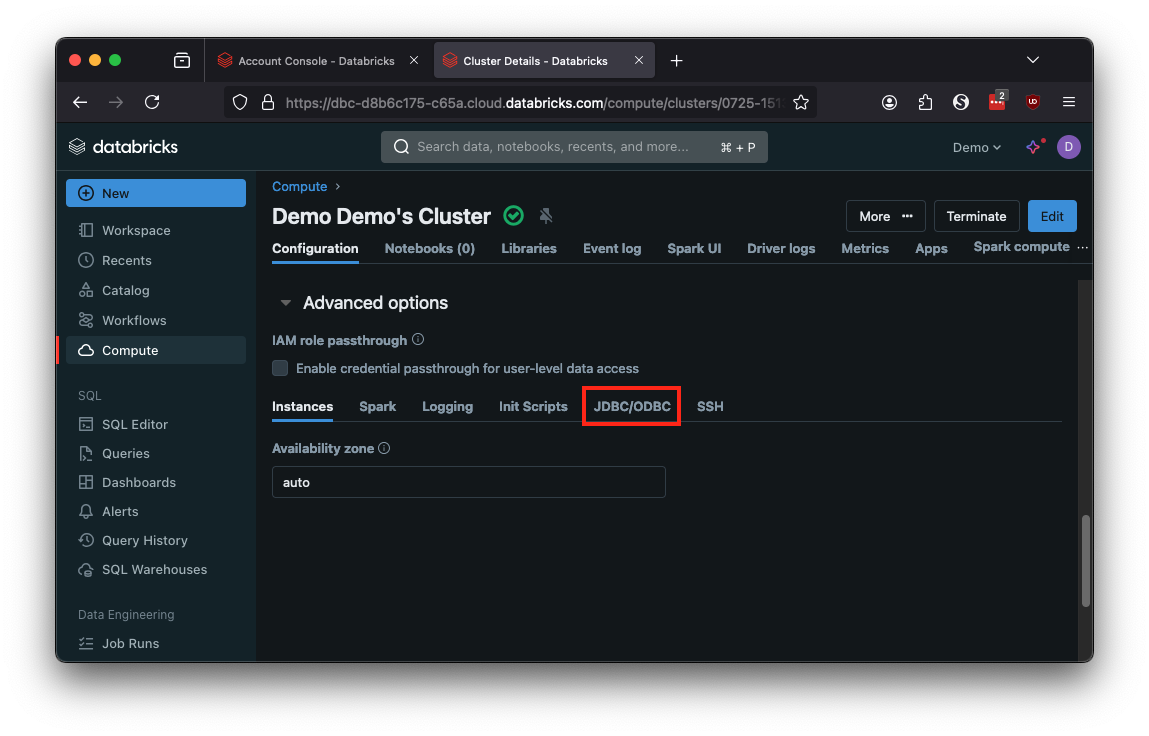 Account Console - Databricks
Cluster Details - Databricks
https://dbc-d8b6c175-c65a.cloud.databricks.com/compute/clusters/0725-151
2
UD
databricks
Search data, notebooks, recents, and more...
⌘ + P
Demo
D
New
Workspace
Recents
Catalog
Workflows
Compute
SQL
SQL Editor
Queries
Dashboards
Alerts
Query History
SQL Warehouses
Data Engineering
Job Runs
Compute ›
Demo Demo's Cluster
More ···
Terminate
Edit
Configuration
Notebooks (0)
Libraries
Event log
Spark UI
Driver logs
Metrics
Apps
Spark compute ···
Advanced options
IAM role passthrough
Enable credential passthrough for user-level data access
Instances
Spark
Logging
Init Scripts
JDBC/ODBC
SSH
Availability zone
auto